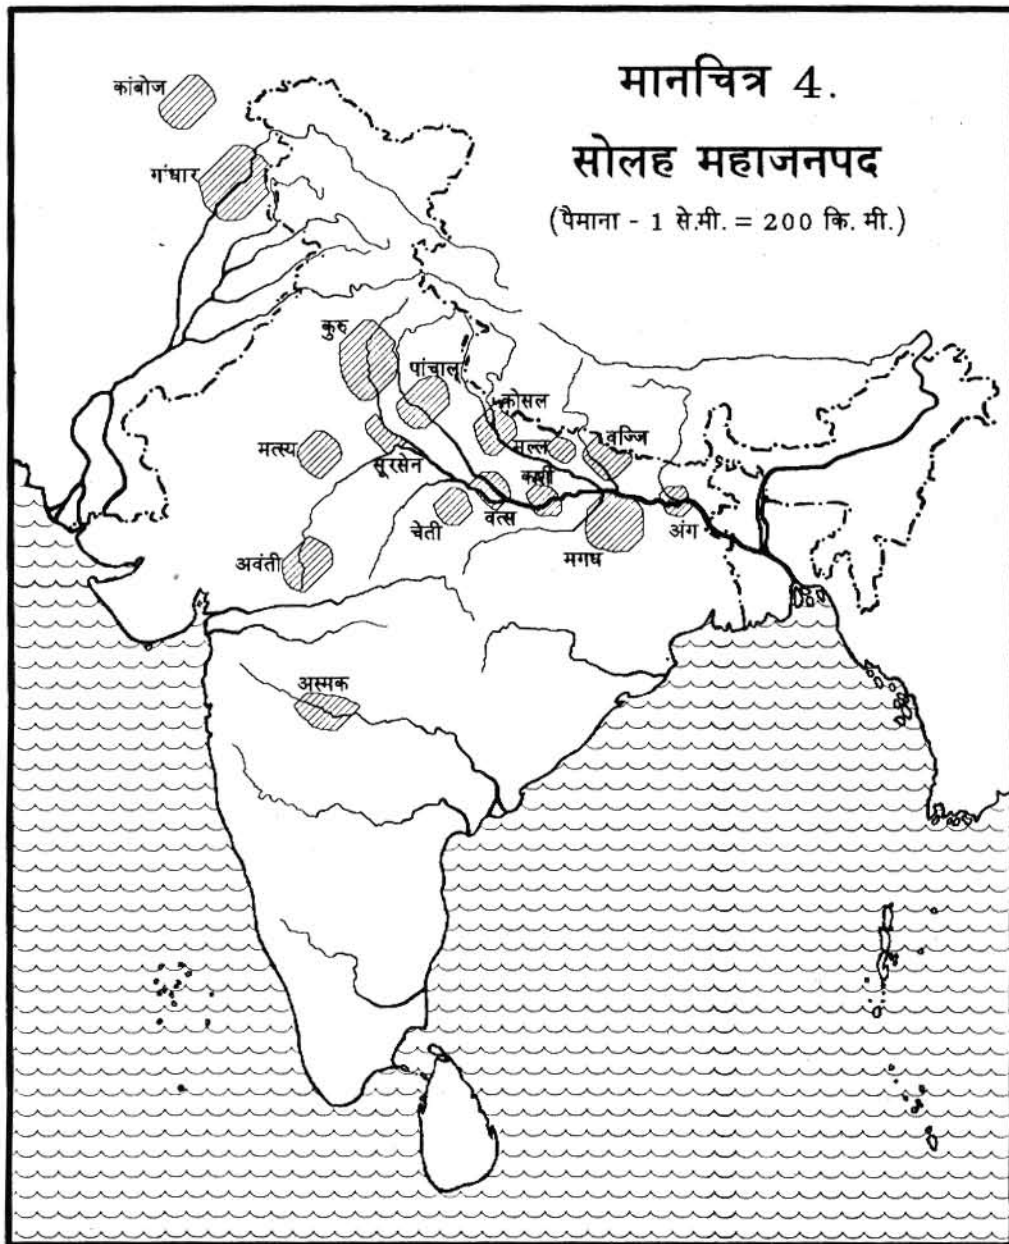 मानचित्र 4.
सोलह महाजनपद
(पैमाना - 1 से.मी. = 200 कि. मी.)
कांबोज
गंधार
कुरु
पांचाल
कोसल
मत्स्य
सूरसेन
मल्ल
वज्जि
काशी
चेती
वत्स
मगध
अंग
अवंती
अस्मक